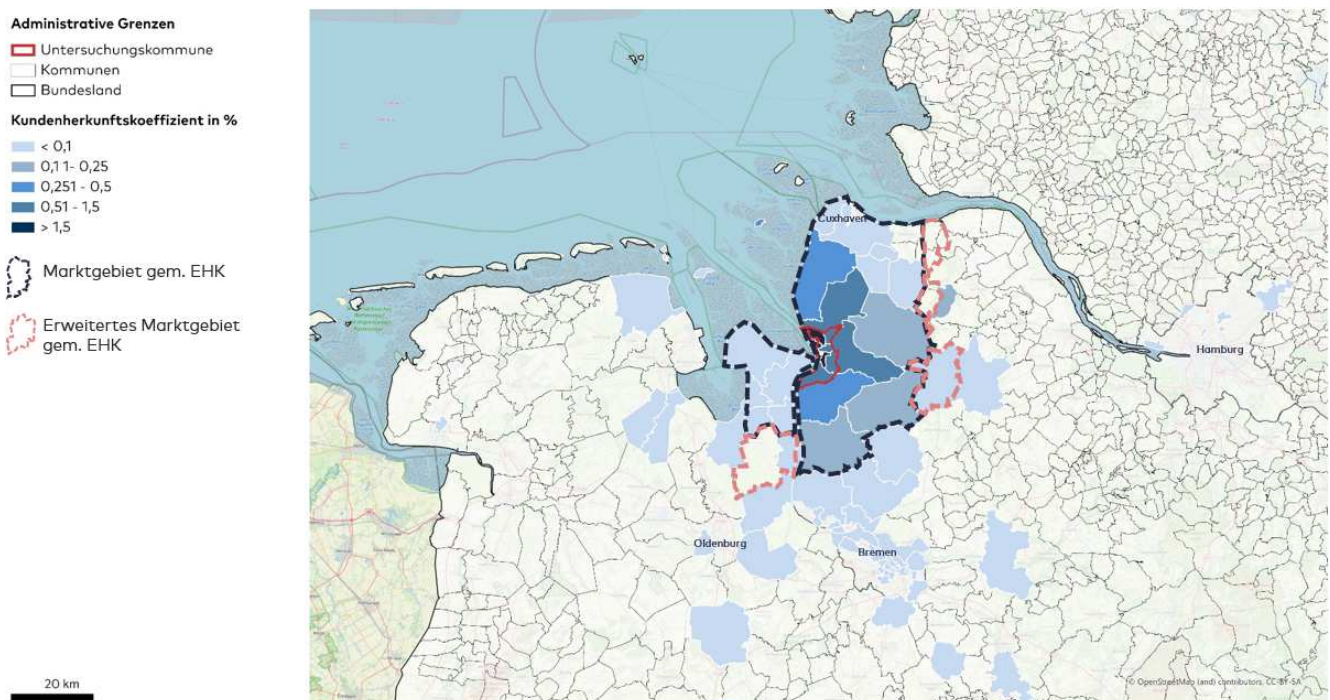 Administrative Grenzen
Untersuchungskommune
Kommunen
Bundesland
Kundenherkunftskoeffizient in %
< 0,1
0,11- 0,25
0,251 - 0,5
0,51 - 1,5
> 1,5
Marktgebiet gem. EHK
Erweitertes Marktgebiet
gem. EHK
20 km
Cuxhaven
Hamburg
Oldenburg
Bremen
© OpenStreetMap (and) contributors, CC-BY-SA